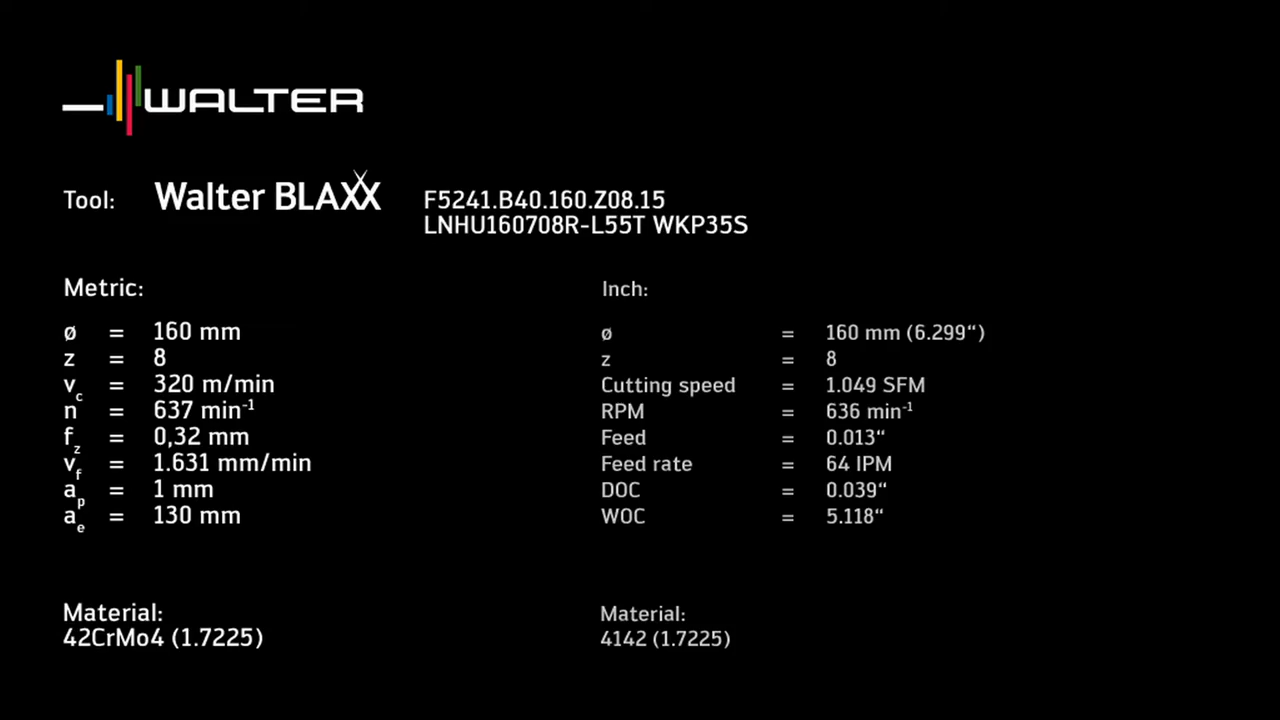 WALTER
Tool: Walter BLAXX F5241.B40.160.Z08.15
LNHU160708R-L55T WKP35S
Metric:
ø = 160 mm
z = 8
vc = 320 m/min
n = 637 min-1
fz = 0,32 mm
vf = 1.631 mm/min
ap = 1 mm
ae = 130 mm
Material:
42CrMo4 (1.7225)
Inch:
ø = 160 mm (6.299“)
z = 8
Cutting speed = 1.049 SFM
RPM = 636 min-1
Feed = 0.013“
Feed rate = 64 IPM
DOC = 0.039“
WOC = 5.118“
Material:
4142 (1.7225)